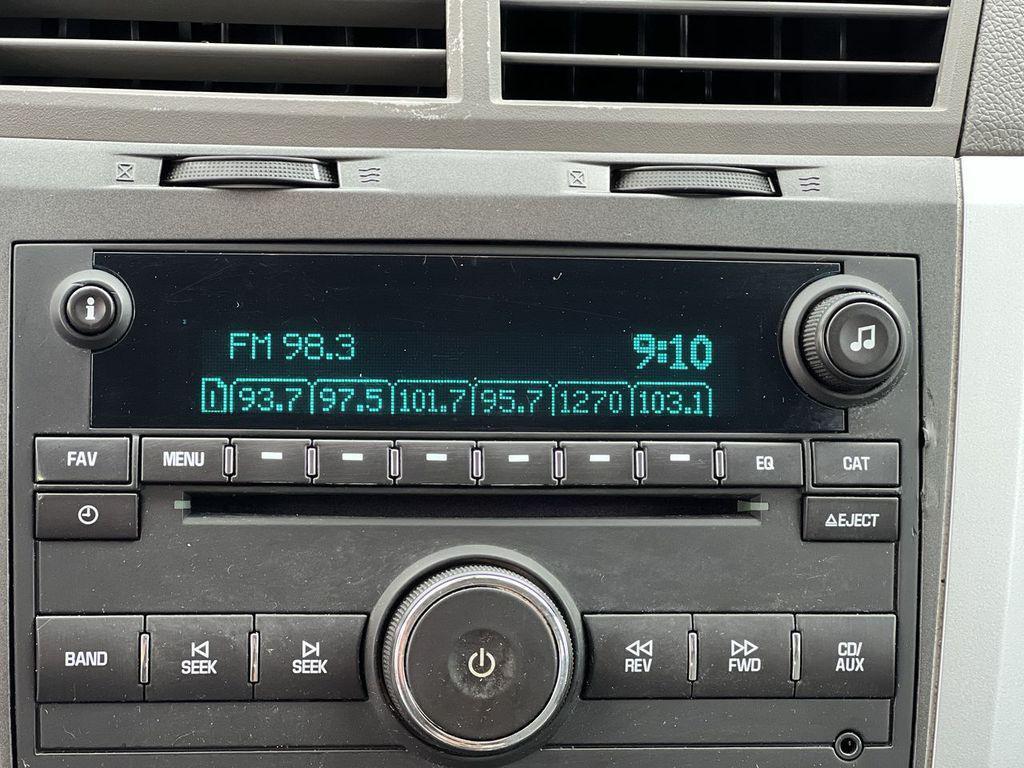 FM 98.3 9:10
1 93.7 97.5 101.7 95.7 1270 103.1
FAV MENU EQ CAT
EJECT
BAND SEEK SEEK REV FWD CD/
AUX